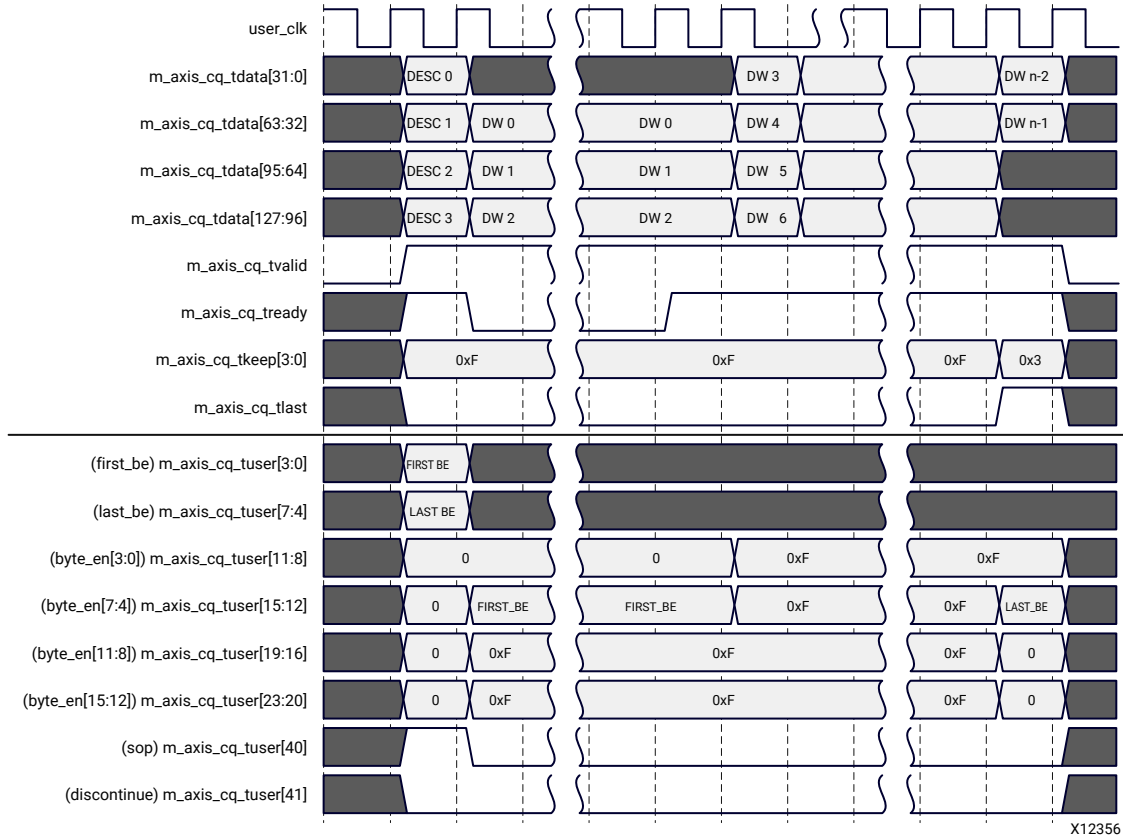 user_clk
m_axis_cq_tdata[31:0] DESC 0 DW 3 DW n-2
m_axis_cq_tdata[63:32] DESC 1 DW 0 DW 0 DW 4 DW n-1
m_axis_cq_tdata[95:64] DESC 2 DW 1 DW 1 DW 5
m_axis_cq_tdata[127:96] DESC 3 DW 2 DW 2 DW 6
m_axis_cq_tvalid
m_axis_cq_tready
m_axis_cq_tkeep[3:0] 0xF 0xF 0xF 0x3
m_axis_cq_tlast
(first_be) m_axis_cq_tuser[3:0] FIRST BE
(last_be) m_axis_cq_tuser[7:4] LAST BE
(byte_en[3:0]) m_axis_cq_tuser[11:8] 0 0 0xF 0xF
(byte_en[7:4]) m_axis_cq_tuser[15:12] 0 FIRST_BE FIRST_BE 0xF 0xF LAST_BE
(byte_en[11:8]) m_axis_cq_tuser[19:16] 0 0xF 0xF 0xF 0
(byte_en[15:12]) m_axis_cq_tuser[23:20] 0 0xF 0xF 0xF 0
(sop) m_axis_cq_tuser[40]
(discontinue) m_axis_cq_tuser[41]
X12356